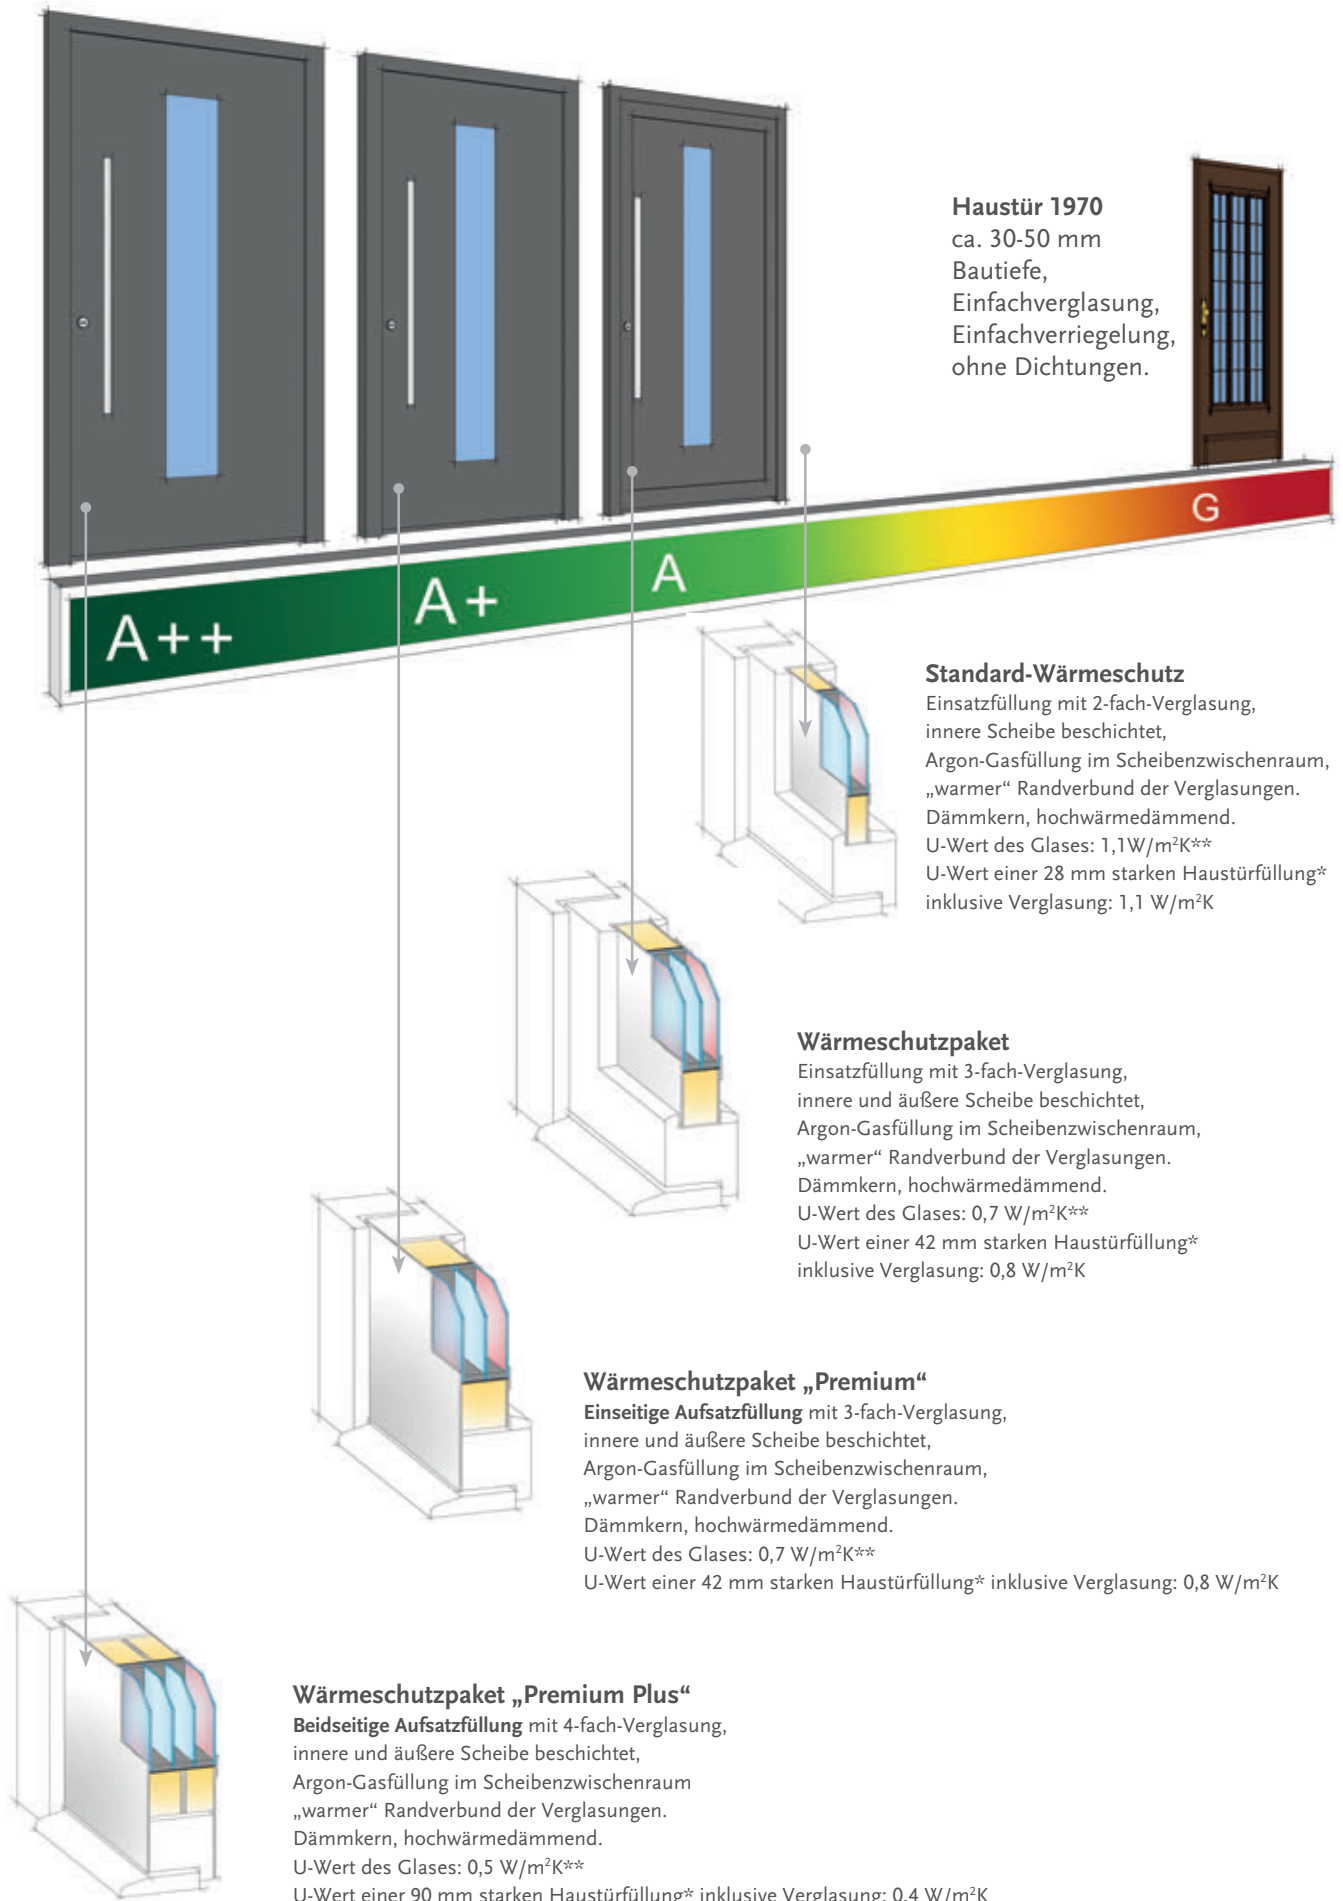 Haustür 1970
ca. 30-50 mm
Bautiefe,
Einfachverglasung,
Einfachverriegelung,
ohne Dichtungen.
A++
A+
A
G
Standard-Wärmeschutz
Einsatzfüllung mit 2-fach-Verglasung,
innere Scheibe beschichtet,
Argon-Gasfüllung im Scheibenzwischenraum,
„warmer“ Randverbund der Verglasungen.
Dämmkern, hochwärmedämmend.
U-Wert des Glases: 1,1W/m²K**
U-Wert einer 28 mm starken Haustürfüllung*
inklusive Verglasung: 1,1 W/m²K
Wärmeschutzpaket
Einsatzfüllung mit 3-fach-Verglasung,
innere und äußere Scheibe beschichtet,
Argon-Gasfüllung im Scheibenzwischenraum,
„warmer“ Randverbund der Verglasungen.
Dämmkern, hochwärmedämmend.
U-Wert des Glases: 0,7 W/m²K**
U-Wert einer 42 mm starken Haustürfüllung*
inklusive Verglasung: 0,8 W/m²K
Wärmeschutzpaket „Premium“
Einseitige Aufsatzfüllung mit 3-fach-Verglasung,
innere und äußere Scheibe beschichtet,
Argon-Gasfüllung im Scheibenzwischenraum,
„warmer“ Randverbund der Verglasungen.
Dämmkern, hochwärmedämmend.
U-Wert des Glases: 0,7 W/m²K**
U-Wert einer 42 mm starken Haustürfüllung* inklusive Verglasung: 0,8 W/m²K
Wärmeschutzpaket „Premium Plus“
Beidseitige Aufsatzfüllung mit 4-fach-Verglasung,
innere und äußere Scheibe beschichtet,
Argon-Gasfüllung im Scheibenzwischenraum
„warmer“ Randverbund der Verglasungen.
Dämmkern, hochwärmedämmend.
U-Wert des Glases: 0,5 W/m²K**
U-Wert einer 90 mm starken Haustürfüllung* inklusive Verglasung: 0,4 W/m²K